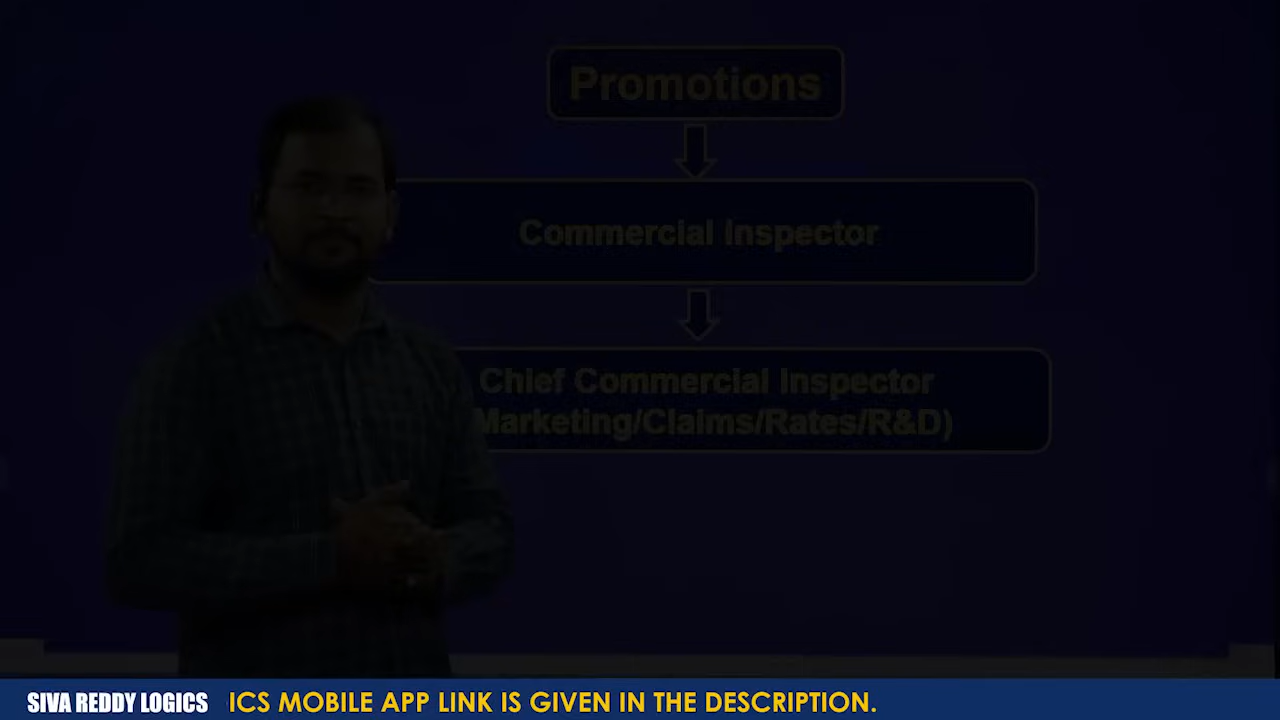 Promotions
Commercial Inspector
Chief Commercial Inspector
Marketing/Claims/Rates/R&D)
SIVA REDDY LOGICS ICS MOBILE APP LINK IS GIVEN IN THE DESCRIPTION.